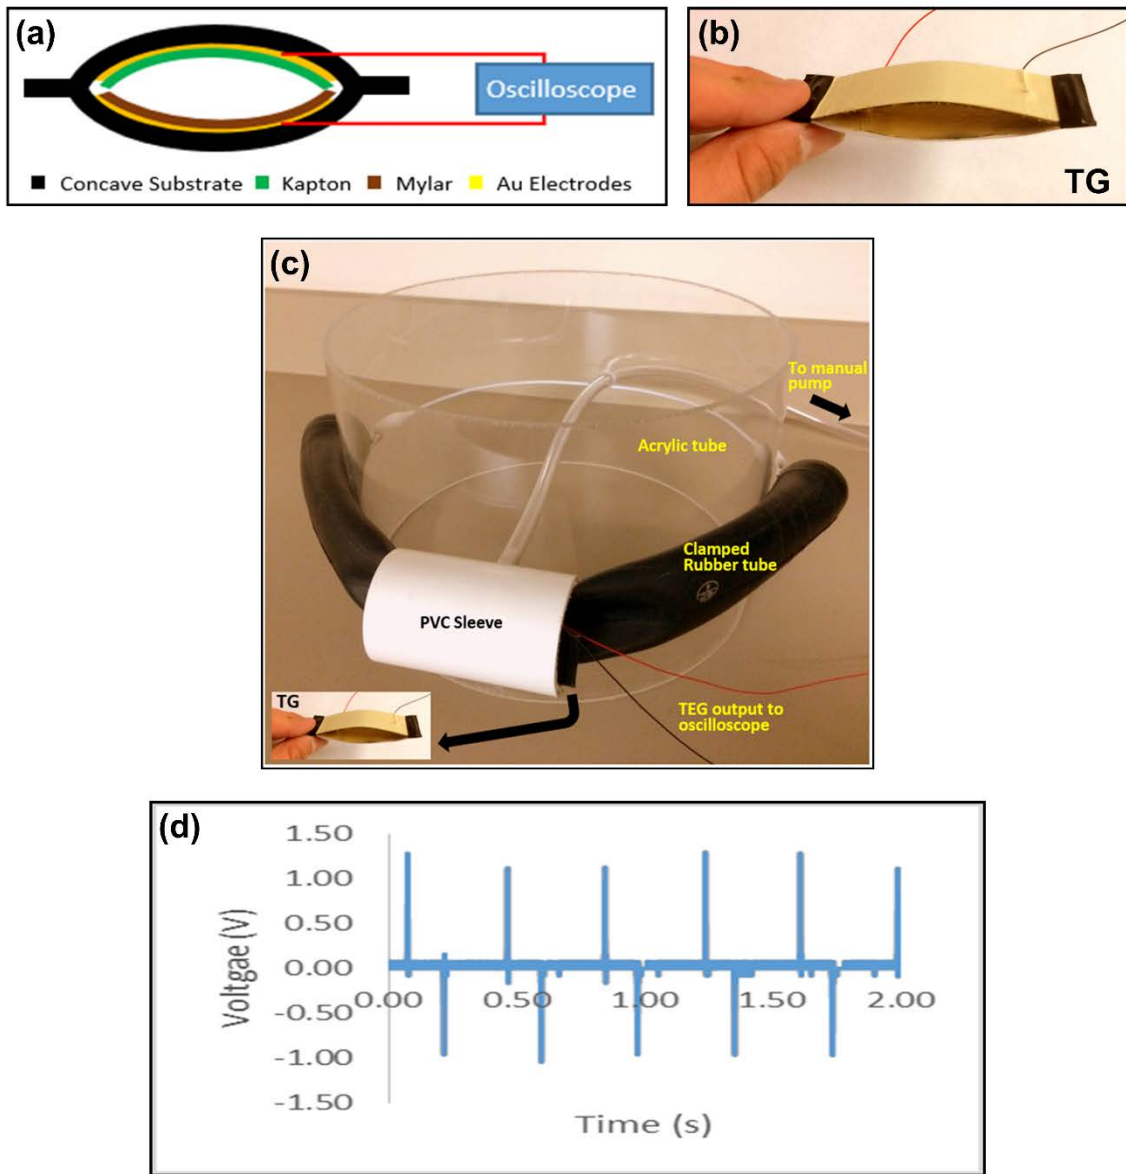 (a)
Oscilloscope
Concave Substrate Kapton Mylar Au Electrodes
(b)
TG
(c)
To manual
pump
Acrylic tube
Clamped
Rubber tube
PVC Sleeve
TG
TEG output to
oscilloscope
(d)
1.50
1.00
0.50
0.00
-0.50
-1.00
-1.50
Voltgae (V)
0.00 0.50 1.00 1.50 2.00
Time (s)